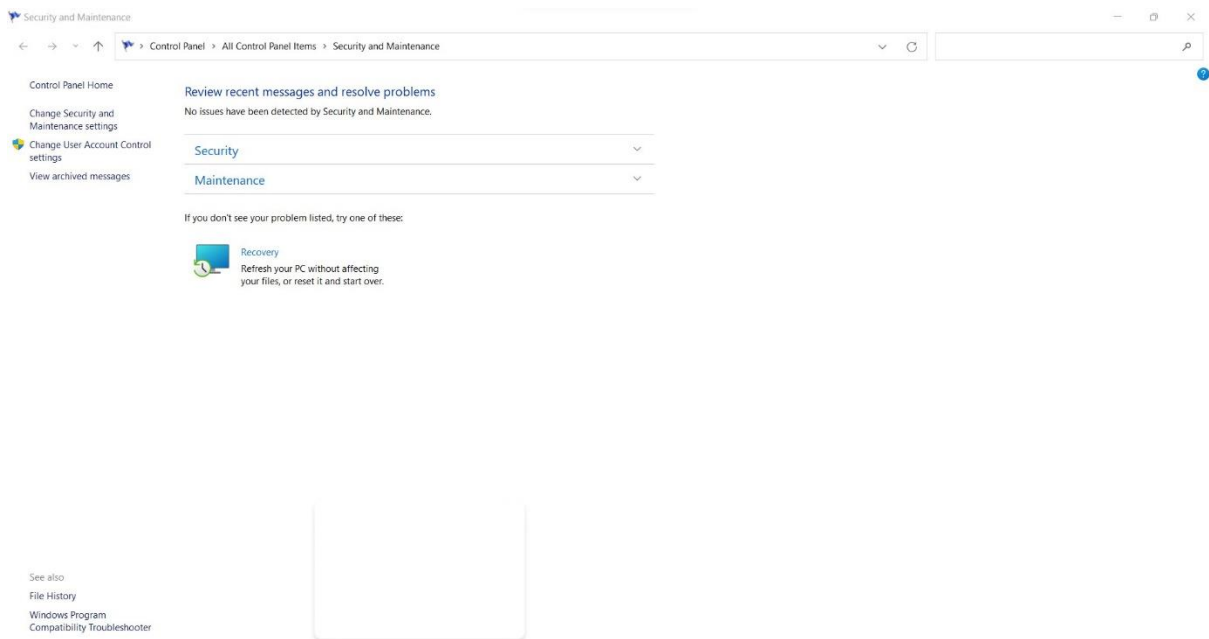 Security and Maintenance
Control Panel > All Control Panel Items > Security and Maintenance
Control Panel Home
Change Security and
Maintenance settings
Change User Account Control
settings
View archived messages
Review recent messages and resolve problems
No issues have been detected by Security and Maintenance.
Security
Maintenance
If you don't see your problem listed, try one of these:
Recovery
Refresh your PC without affecting
your files, or reset it and start over.
See also
File History
Windows Program
Compatibility Troubleshooter